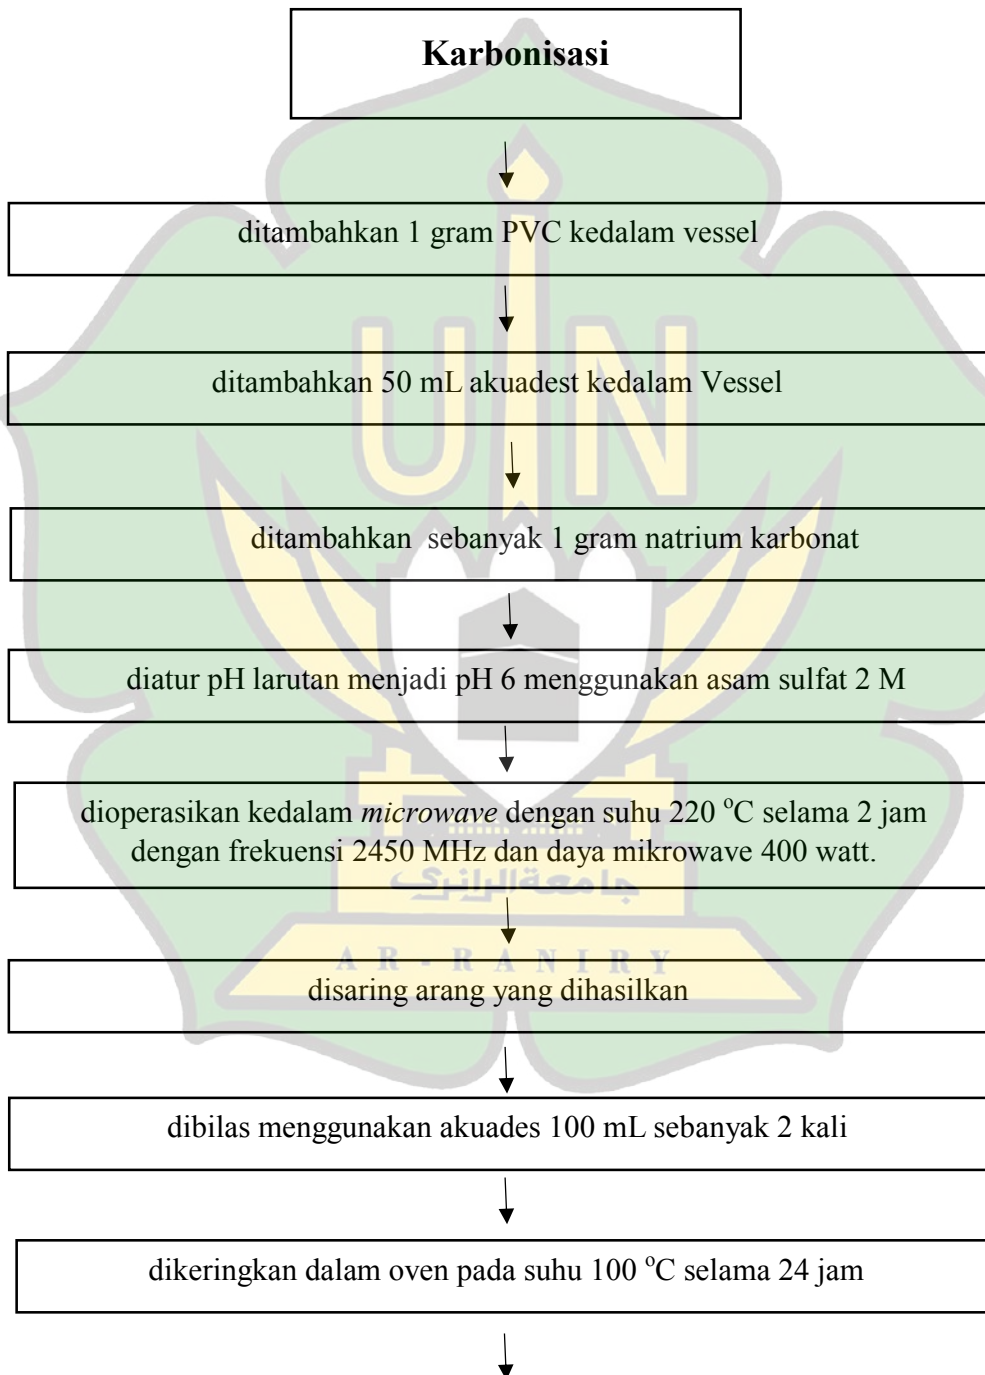 Karbonisasi
ditambahkan 1 gram PVC kedalam vessel
UIN
ditambahkan 50 mL akuadest kedalam Vessel
ditambahkan sebanyak 1 gram natrium karbonat
diatur pH larutan menjadi pH 6 menggunakan asam sulfat 2 M
dioperasikan kedalam microwave dengan suhu 220 °C selama 2 jam
dengan frekuensi 2450 MHz dan daya mikrowave 400 watt.
جامعة الرانري
AR-RANIRY
disaring arang yang dihasilkan
dibilas menggunakan akuades 100 mL sebanyak 2 kali
dikeringkan dalam oven pada suhu 100 °C selama 24 jam